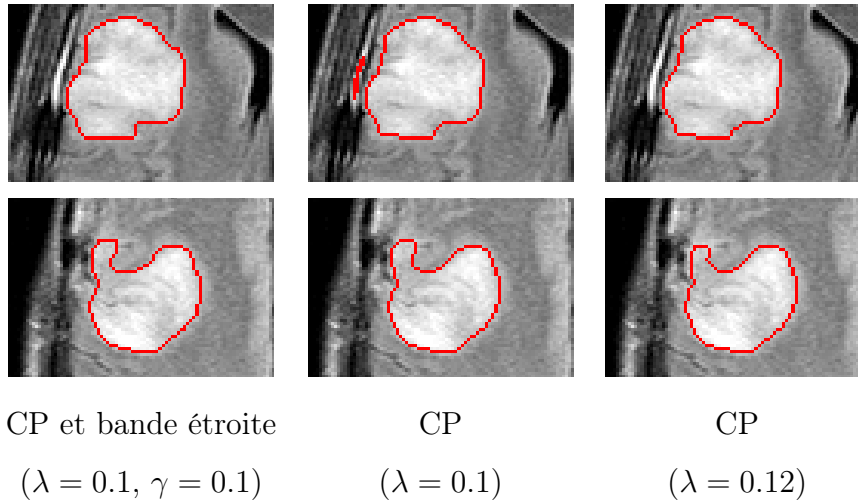 CP et bande étroite CP CP
(λ = 0.1, γ = 0.1) (λ = 0.1) (λ = 0.12)